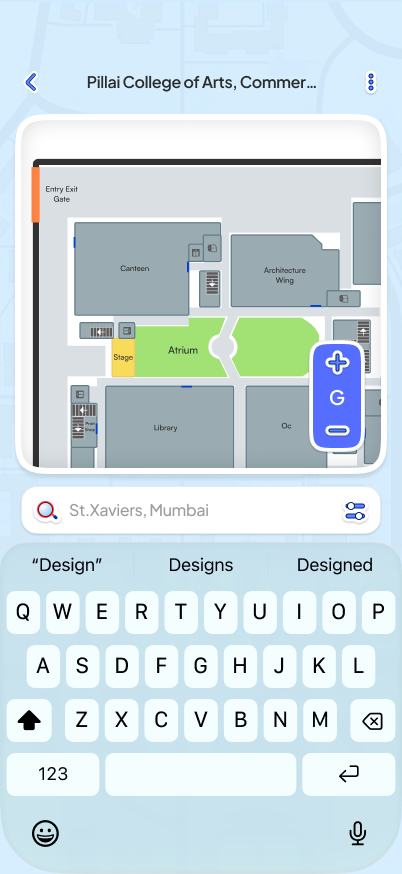 Pillai College of Arts, Commer...
Entry Exit
Gate
Canteen
Architecture
Wing
Stage
Atrium
Library
Oc
G
St.Xaviers, Mumbai
“Design”
Designs
Designed
Q W E R T Y U I O P
A S D F G H J K L
Z X C V B N M
123